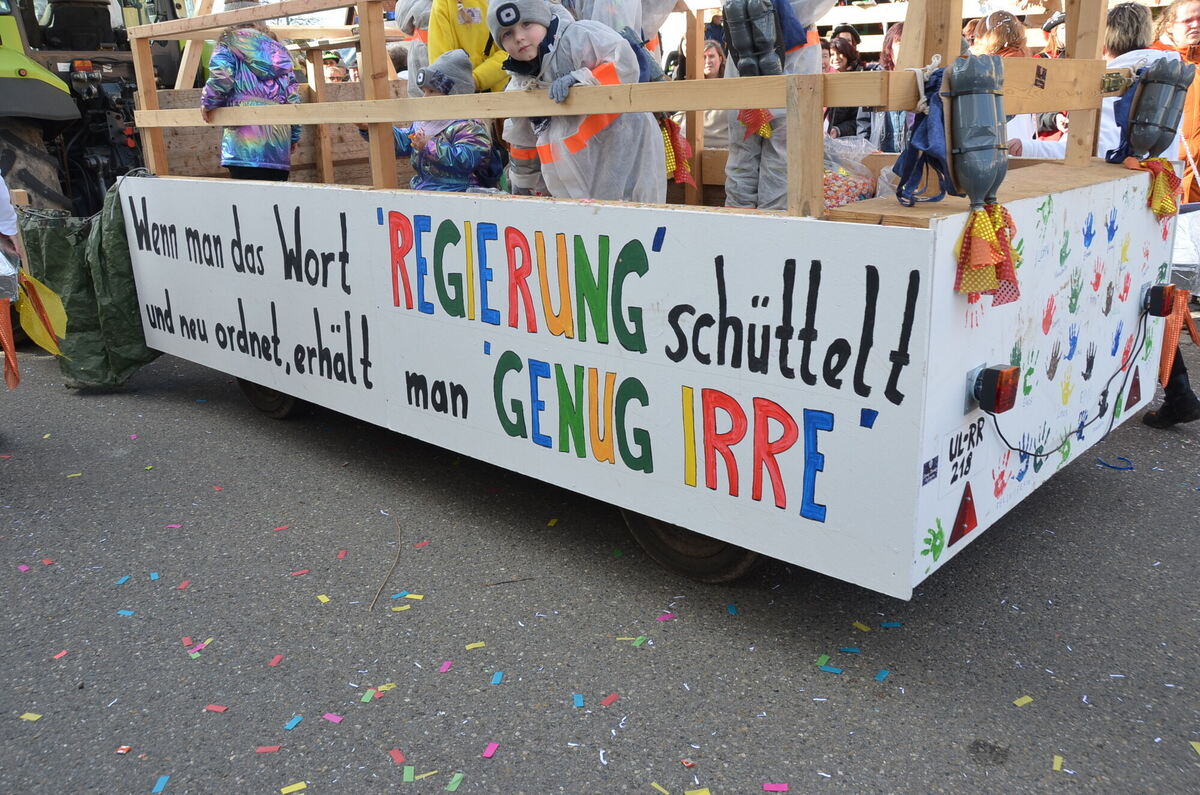 Wenn man das Wort 'REGIERUNG' schüttelt
und neu ordnet, erhält man 'GENUG IRRE'
UL-RR
218